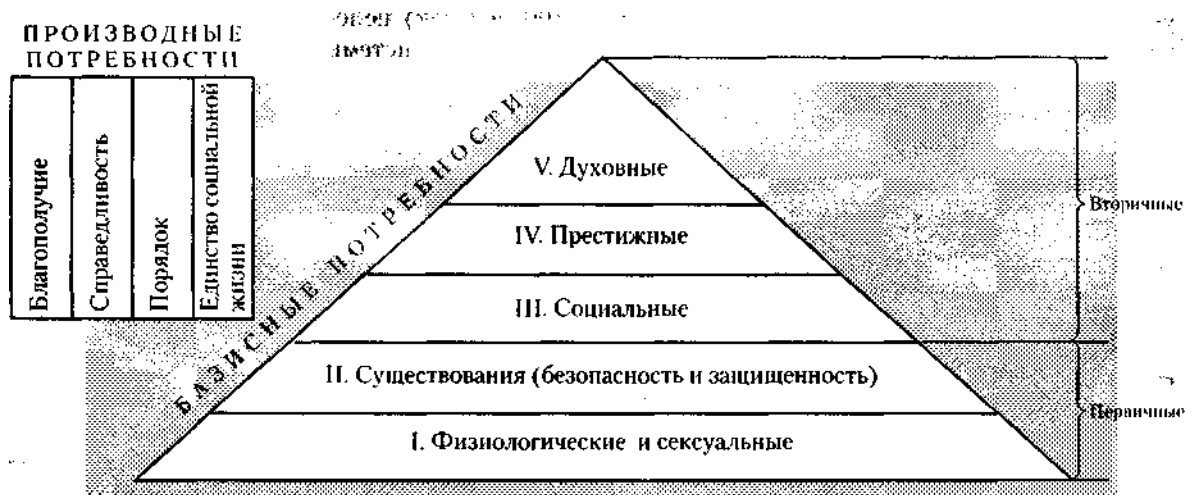 ПРОИЗВОДНЫЕ
ПОТРЕБНОСТИ
Благополучие
Справедливость
Порядок
Единство социальной
жизни
БАЗИСНЫЕ ПОТРЕБНОСТИ
V. Духовные
IV. Престижные
III. Социальные
II. Существования (безопасность и защищенность)
I. Физиологические и сексуальные
Вторичные
Первичные